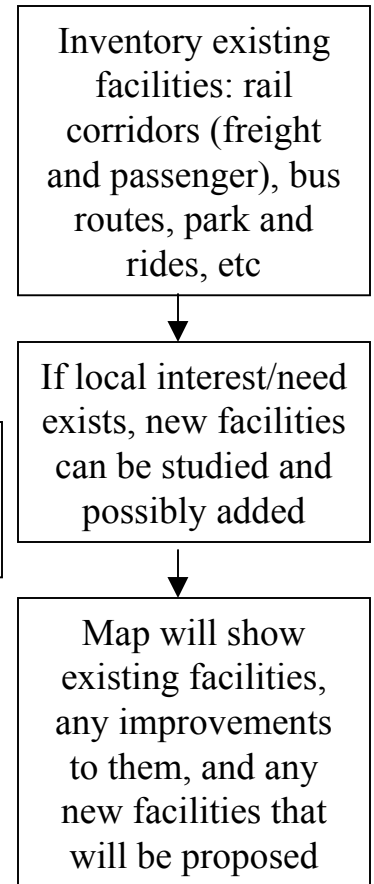 Inventory existing
facilities: rail
corridors (freight
and passenger), bus
routes, park and
rides, etc
If local interest/need
exists, new facilities
can be studied and
possibly added
Map will show
existing facilities,
any improvements
to them, and any
new facilities that
will be proposed